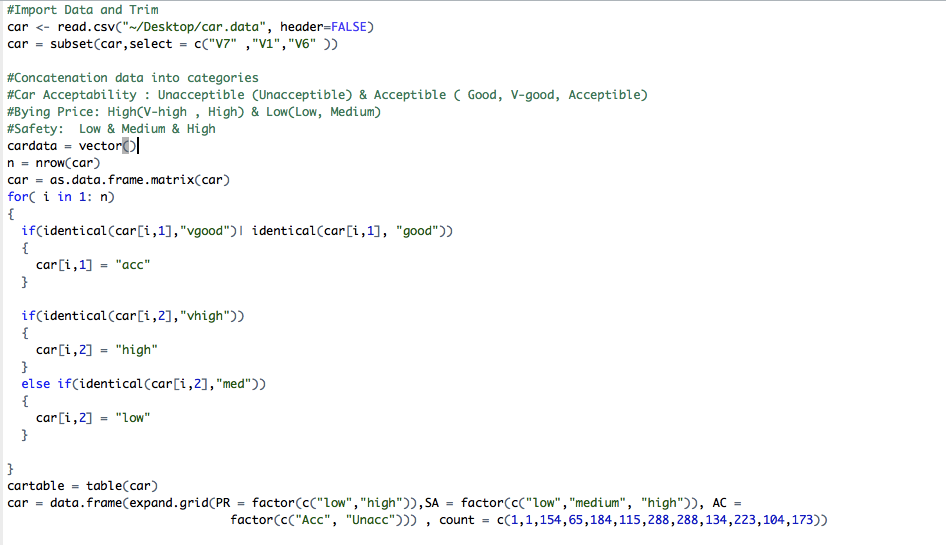 #Import Data and Trim
car <- read.csv("~/Desktop/car.data", header=FALSE)
car = subset(car,select = c("V7" ,"V1","V6" ))
#Concatenation data into categories
#Car Acceptability : Unacceptible (Unacceptible) & Acceptible ( Good, V-good, Acceptible)
#Bying Price: High(V-high , High) & Low(Low, Medium)
#Safety:  Low & Medium & High
cardata = vector()
n = nrow(car)
car = as.data.frame.matrix(car)
for( i in 1: n)
{
  if(identical(car[i,1],"vgood")| identical(car[i,1], "good"))
  {
    car[i,1] = "acc"
  }
  if(identical(car[i,2],"vhigh"))
  {
    car[i,2] = "high"
  }
  else if(identical(car[i,2],"med"))
  {
    car[i,2] = "low"
  }
}
cartable = table(car)
car = data.frame(expand.grid(PR = factor(c("low","high")),SA = factor(c("low","medium", "high")), AC =
                              factor(c("Acc", "Unacc"))) , count = c(1,1,154,65,184,115,288,288,134,223,104,173))